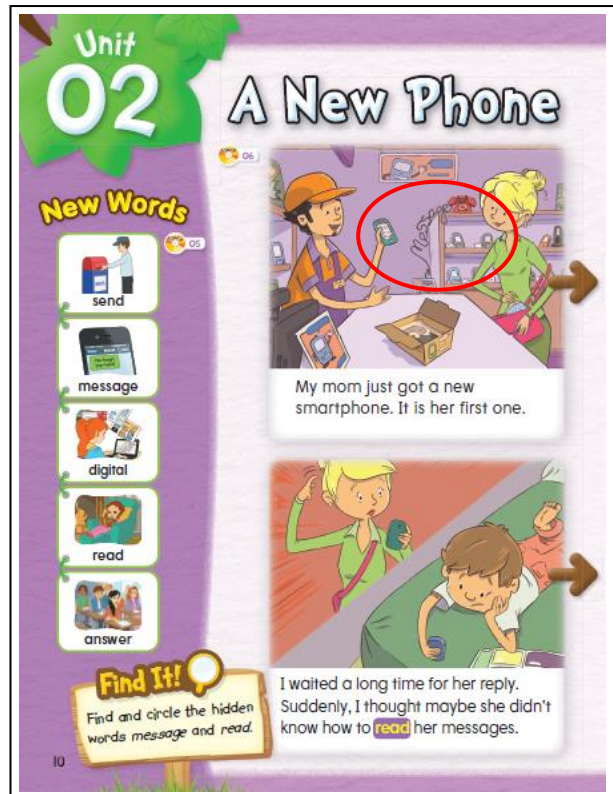 Unit
02
A New Phone
06
New Words
05
send
message
digital
read
answer
message
My mom just got a new
smartphone. It is her first one.
I waited a long time for her reply.
Suddenly, I thought maybe she didn't
know how to read her messages.
Find It!
Find and circle the hidden
words message and read.
10